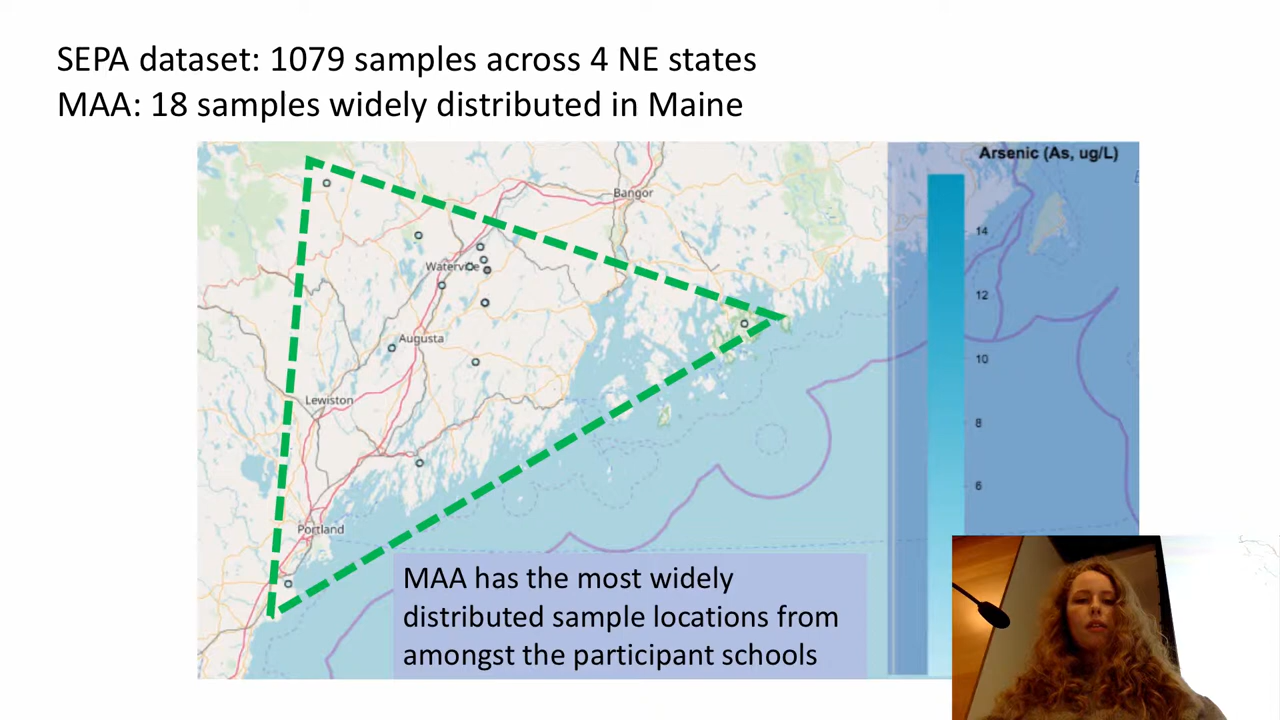 SEPA dataset: 1079 samples across 4 NE states
MAA: 18 samples widely distributed in Maine
Arsenic (As, ug/L)
Bangor
14
Waterville
12
Augusta
10
Lewiston
8
6
Portland
MAA has the most widely
distributed sample locations from
amongst the participant schools